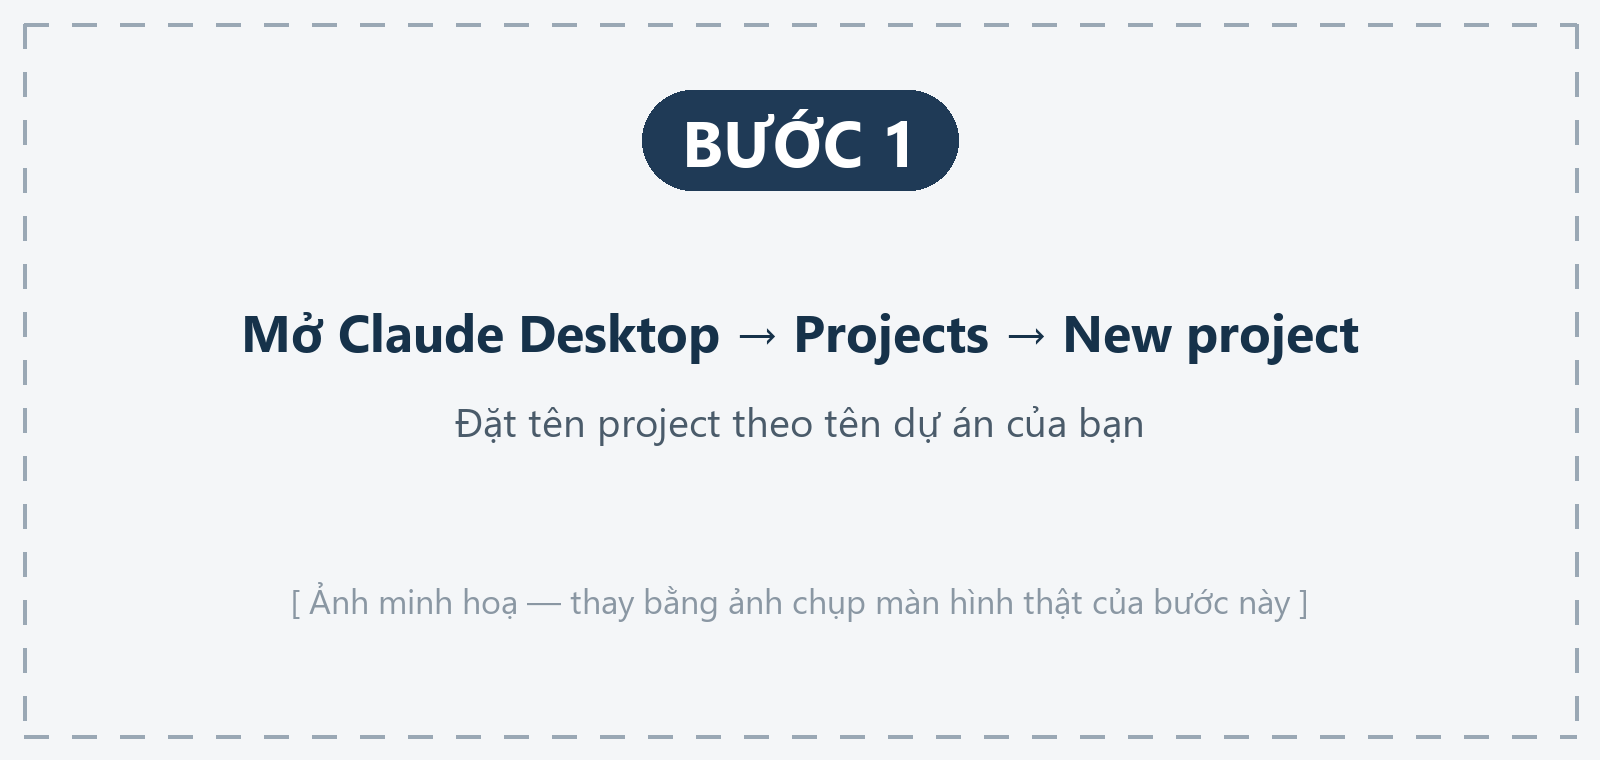 BƯỚC 1
Mở Claude Desktop → Projects → New project
Đặt tên project theo tên dự án của bạn
[ Ảnh minh hoạ — thay bằng ảnh chụp màn hình thật của bước này ]